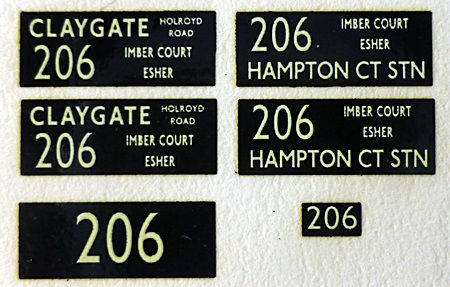 CLAYGATE HOLROYD ROAD
206 IMBER COURT
ESHER
206 IMBER COURT
ESHER
HAMPTON CT STN
CLAYGATE HOLROYD ROAD
206 IMBER COURT
ESHER
206 IMBER COURT
ESHER
HAMPTON CT STN
206
206